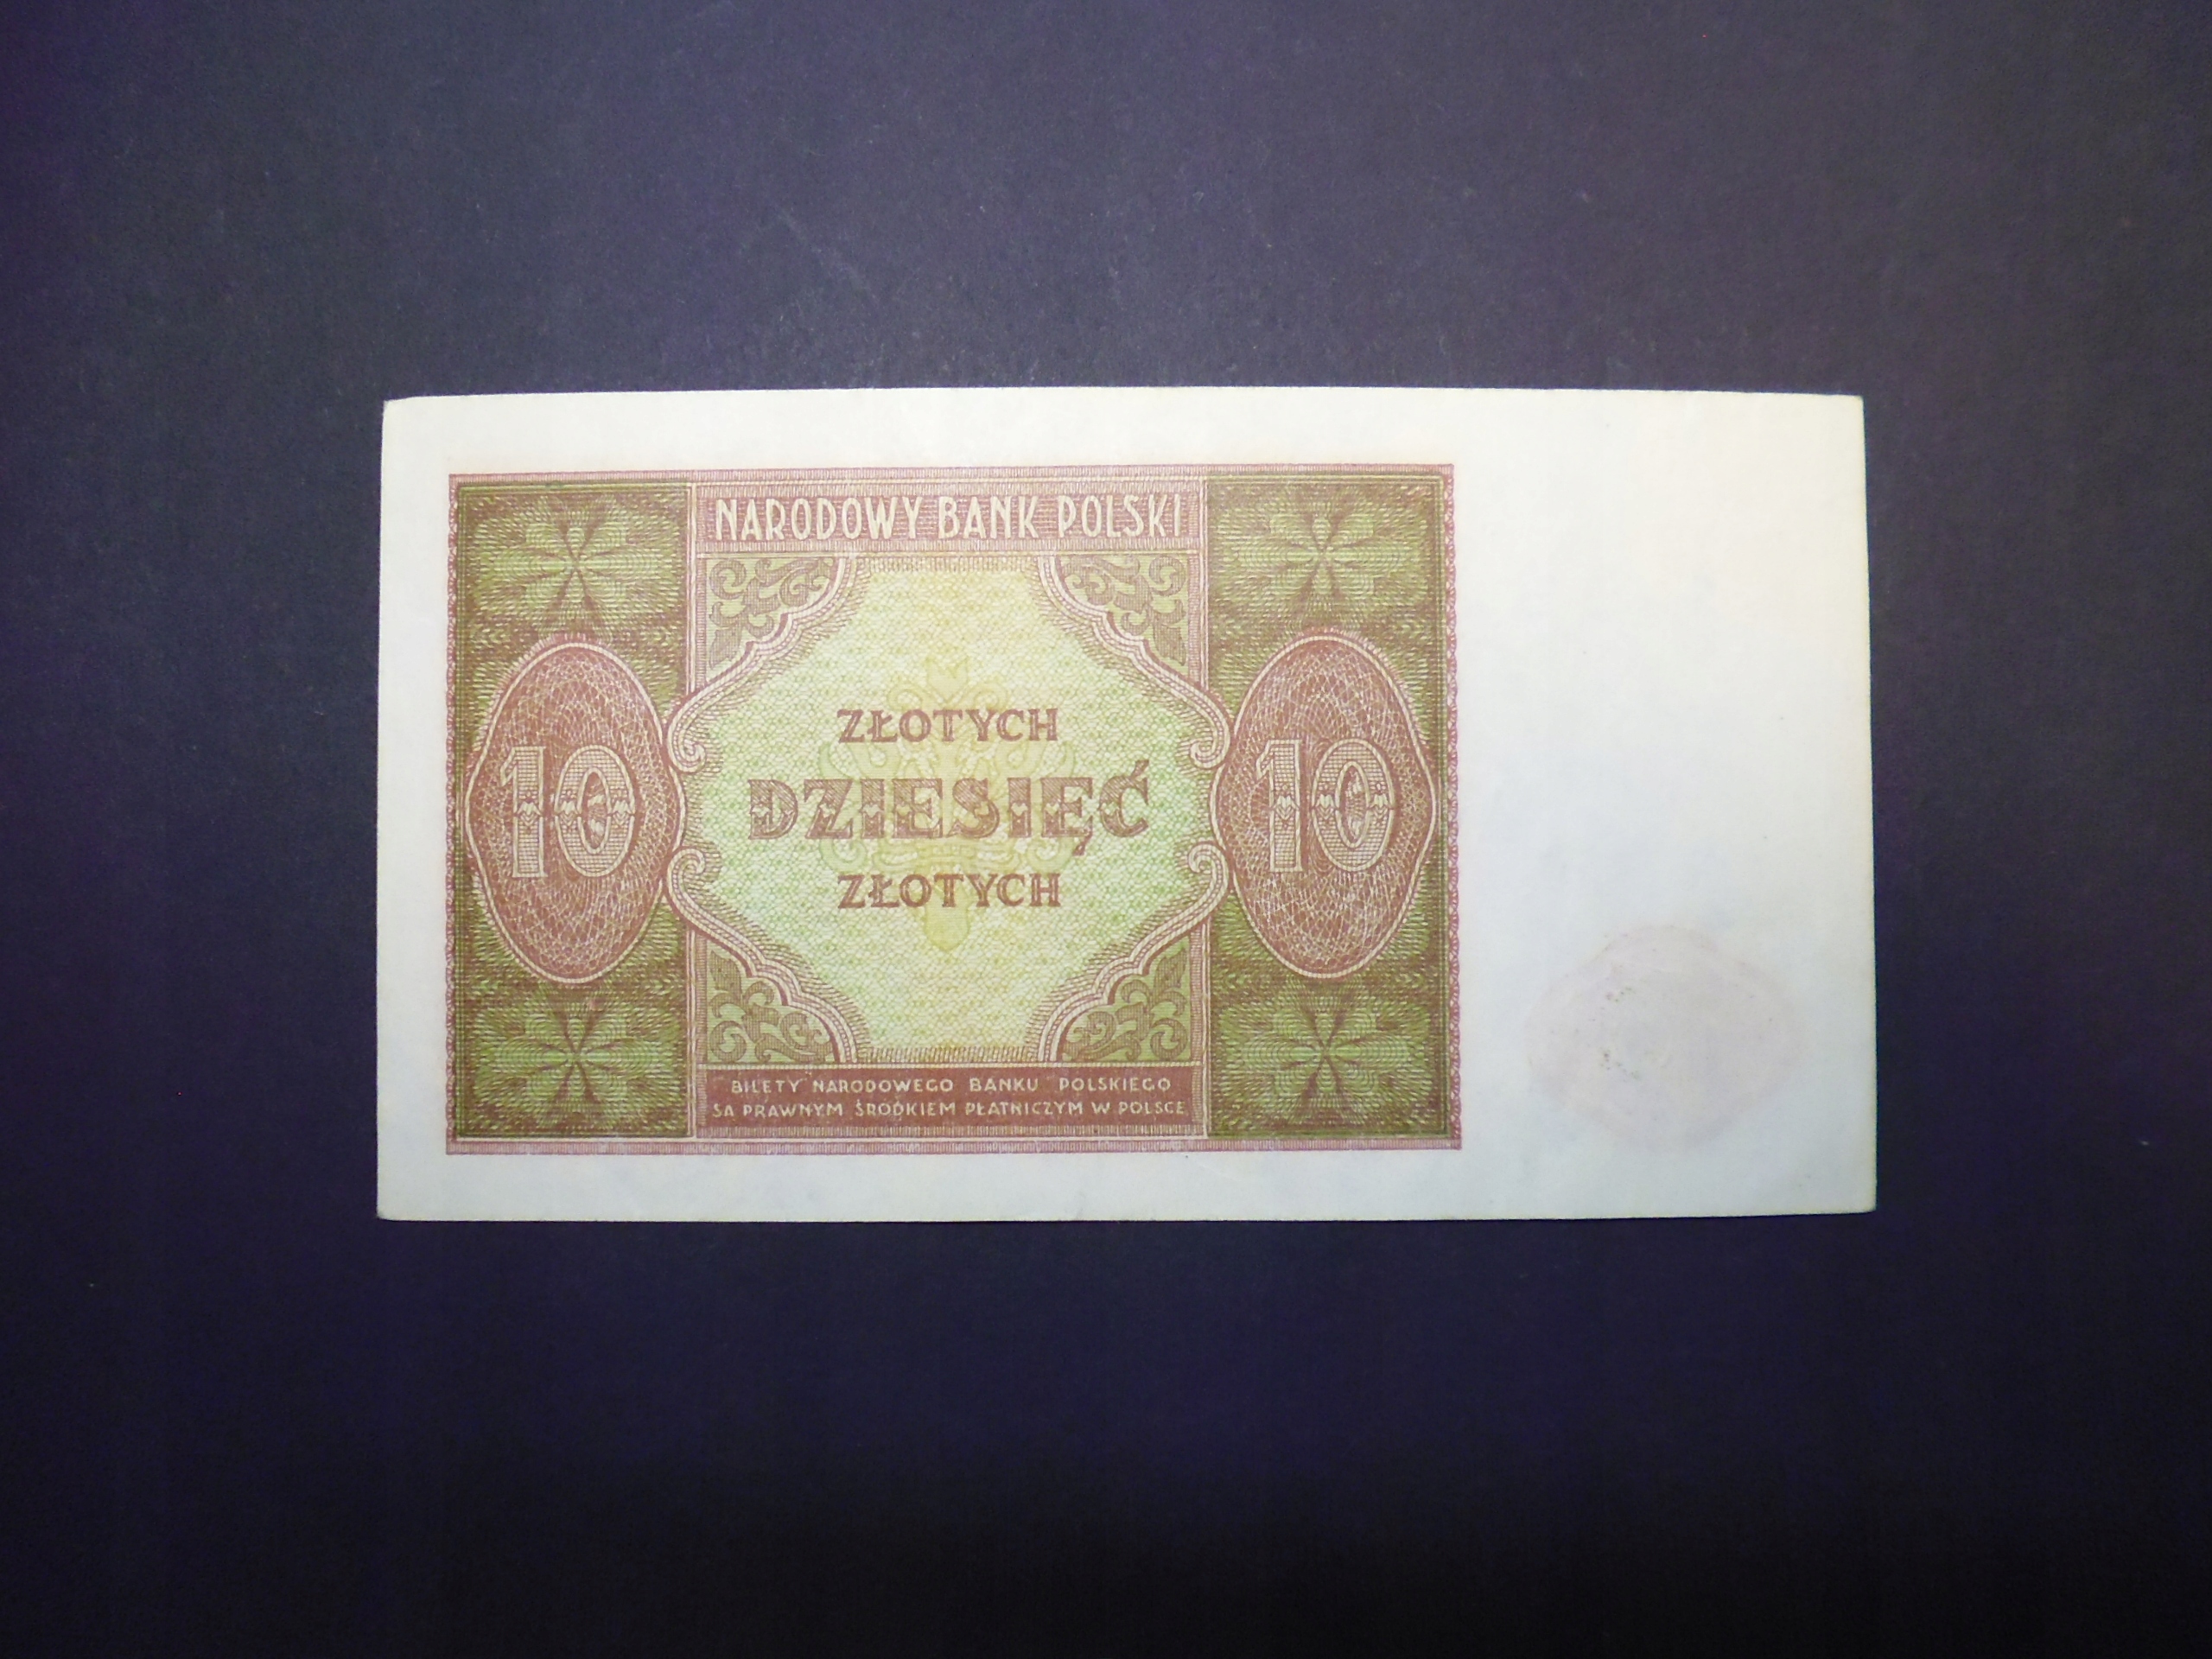 NARODOWY BANK POLSKI
ZŁOTYCH
10 DZIESIĘĆ 10
ZŁOTYCH
BILETY NARODOWEGO BANKU POLSKIEGO
SĄ PRAWNYM ŚRODKIEM PŁATNICZYM W POLSCE